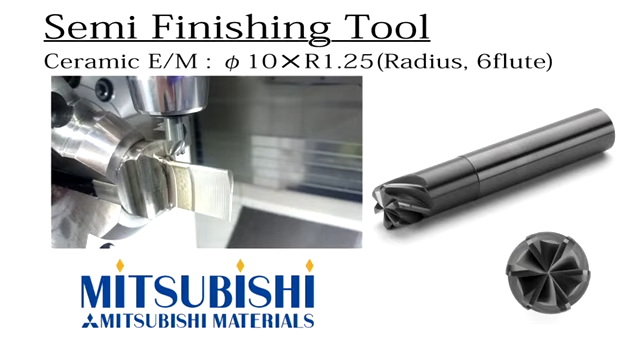 Semi Finishing Tool
Ceramic E/M : φ10×R1.25(Radius, 6flute)
MITSUBISHI
MITSUBISHI MATERIALS